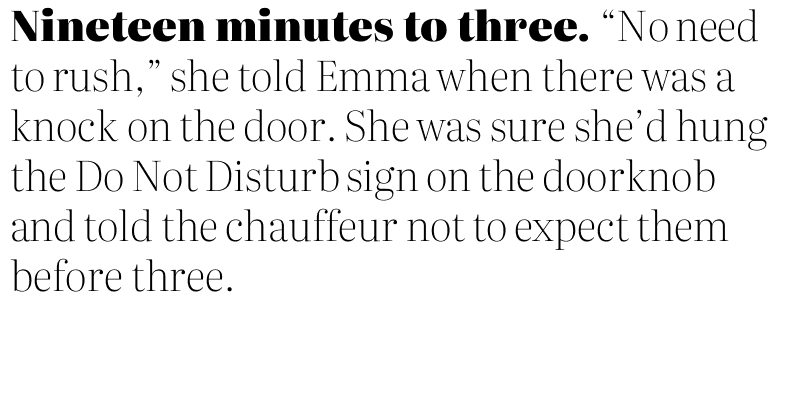 Nineteen minutes to three. “No need
to rush,” she told Emma when there was a
knock on the door. She was sure she’d hung
the Do Not Disturb sign on the doorknob
and told the chauffeur not to expect them
before three.